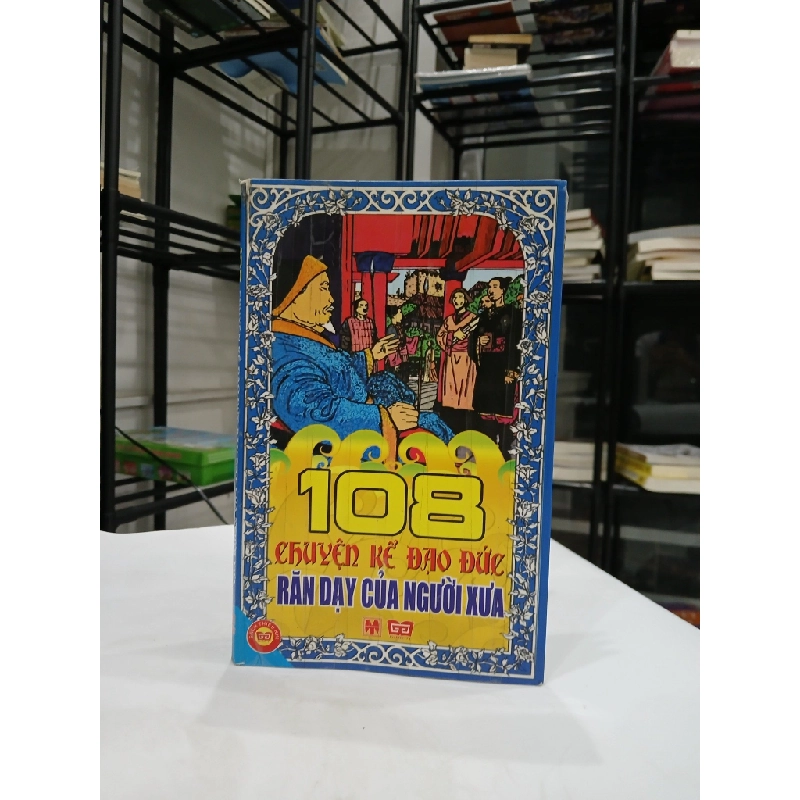 108
CHUYỆN KỂ ĐẠO ĐỨC
RĂN DẠY CỦA NGƯỜI XƯA